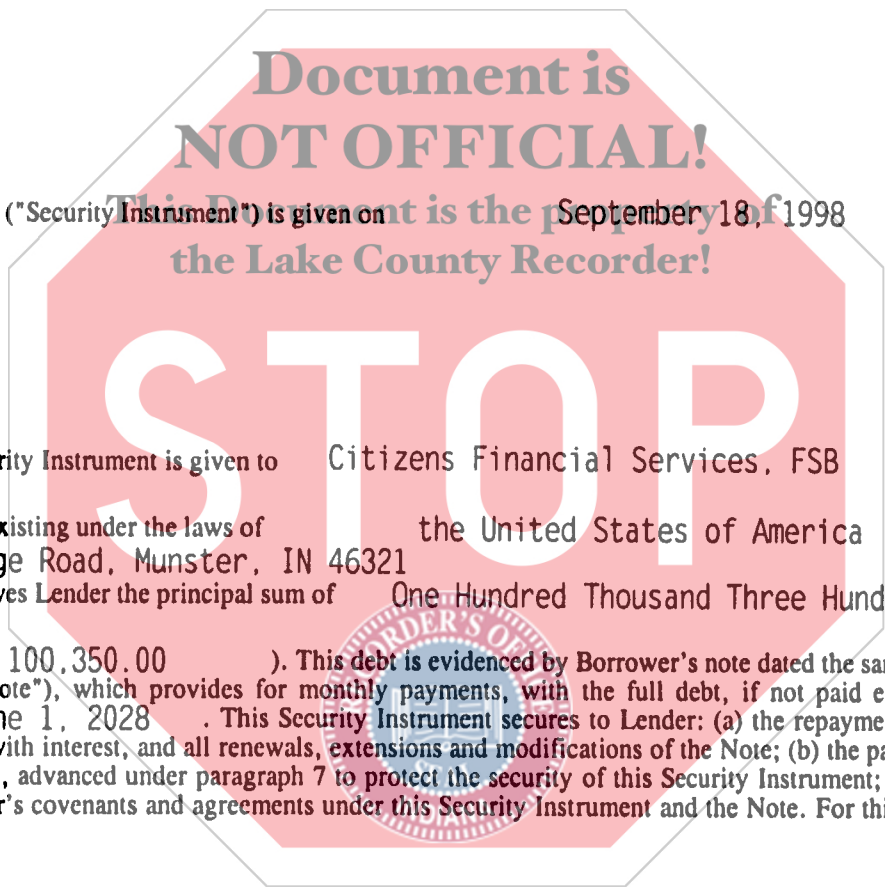 Document is
NOT OFFICIAL!
("Security Instrument") is given on September 18, 1998
This Document is the property of
the Lake County Recorder!
STOP
rity Instrument is given to Citizens Financial Services, FSB
xisting under the laws of the United States of America
ge Road, Munster, IN 46321
ves Lender the principal sum of One Hundred Thousand Three Hund
RECORDER'S OF
100,350.00 ). This debt is evidenced by Borrower's note dated the sar
ote"), which provides for monthly payments, with the full debt, if not paid e
ne 1, 2028 . This Security Instrument secures to Lender: (a) the repayme
with interest, and all renewals, extensions and modifications of the Note; (b) the pa
, advanced under paragraph 7 to protect the security of this Security Instrument;
r's covenants and agreements under this Security Instrument and the Note. For thi
SEAL
INDIANA